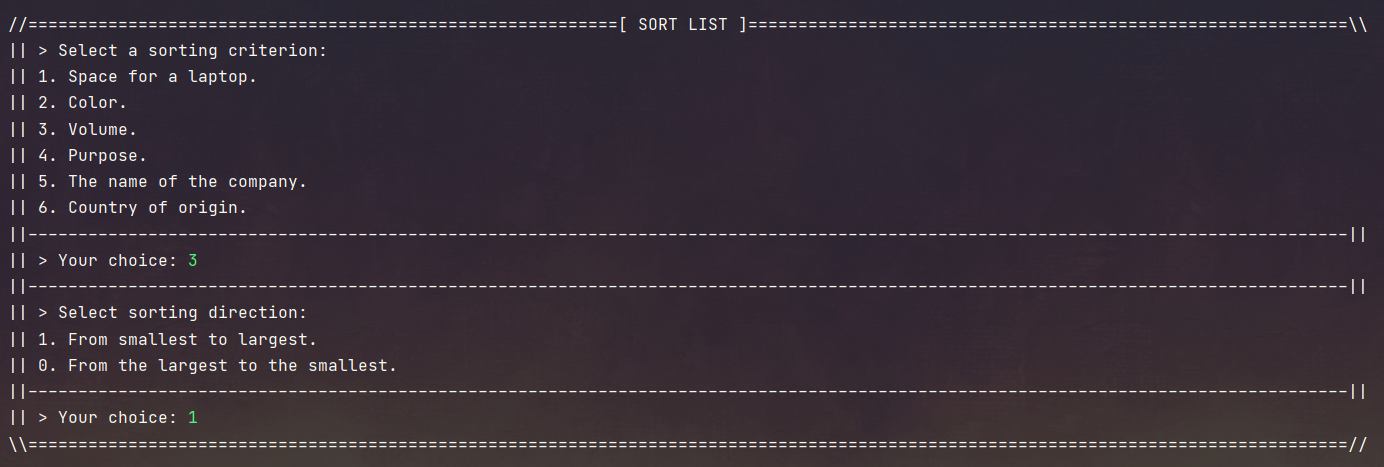 //===========================================================[ SORT LIST ]============================================================\\
|| > Select a sorting criterion:
|| 1. Space for a laptop.
|| 2. Color.
|| 3. Volume.
|| 4. Purpose.
|| 5. The name of the company.
|| 6. Country of origin.
||------------------------------------------------------------------------------------------------------------------------------------||
|| > Your choice: 3
||------------------------------------------------------------------------------------------------------------------------------------||
|| > Select sorting direction:
|| 1. From smallest to largest.
|| 0. From the largest to the smallest.
||------------------------------------------------------------------------------------------------------------------------------------||
|| > Your choice: 1
\\====================================================================================================================================//